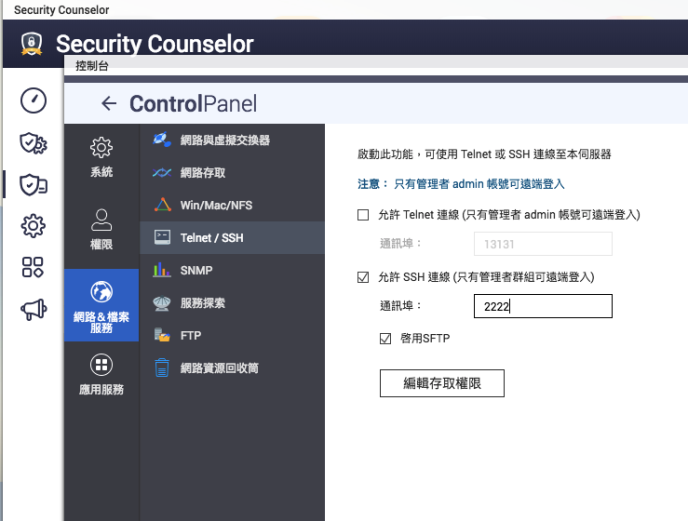 Security Counselor
Security Counselor
控制台
ControlPanel
系統
權限
網路 & 檔案
服務
應用服務
網路與虛擬交換器
網路存取
Win/Mac/NFS
Telnet / SSH
SNMP
服務探索
FTP
網路資源回收筒
啟動此功能，可使用 Telnet 或 SSH 連線至本伺服器
注意： 只有管理者 admin 帳號可遠端登入
允許 Telnet 連線 (只有管理者 admin 帳號可遠端登入)
通訊埠： 13131
允許 SSH 連線 (只有管理者群組可遠端登入)
通訊埠： 2222
啓用SFTP
編輯存取權限